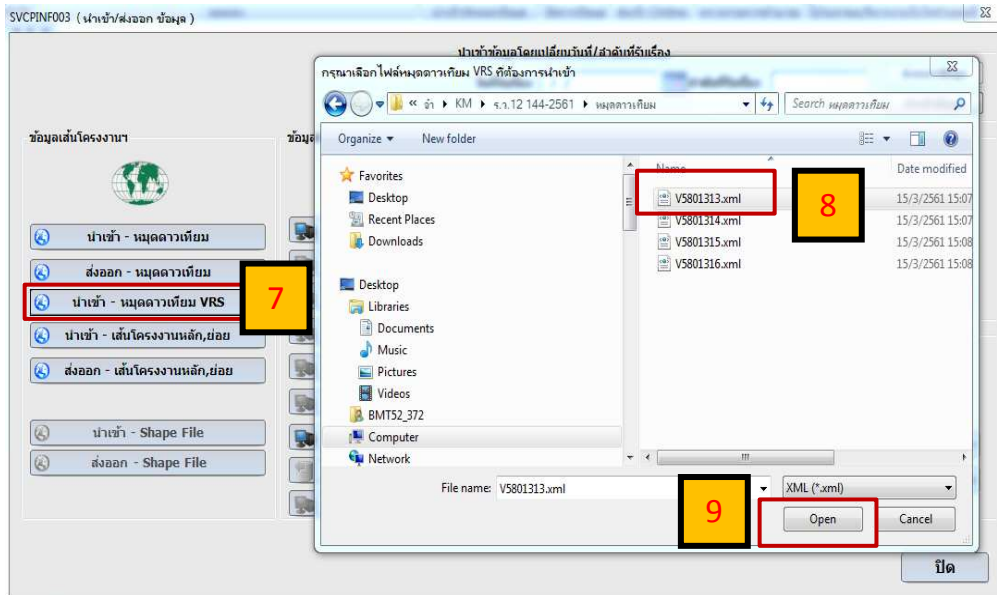 SVCPINF003 ( นำเข้า/ส่งออก ข้อมูล )
นำเข้าข้อมูลโดยเปลี่ยนวันที่/ลำดับที่รับเรื่อง
ข้อมูลเส้นโครงงานฯ
นำเข้า - หมุดดาวเทียม
ส่งออก - หมุดดาวเทียม
นำเข้า - หมุดดาวเทียม VRS
7
นำเข้า - เส้นโครงงานหลัก,ย่อย
ส่งออก - เส้นโครงงานหลัก,ย่อย
นำเข้า - Shape File
ส่งออก - Shape File
กรุณาเลือกไฟล์หมุดดาวเทียม VRS ที่ต้องการนำเข้า
« จ๋า ▸ KM ▸ ร.ว.12 144-2561 ▸ หมุดดาวเทียม
Search หมุดดาวเทียม
Organize
New folder
Favorites
Desktop
Recent Places
Downloads
Desktop
Libraries
Documents
Music
Pictures
Videos
BMT52_372
Computer
Network
Name
Date modified
V5801313.xml
15/3/2561 15:07
V5801314.xml
15/3/2561 15:07
V5801315.xml
15/3/2561 15:08
V5801316.xml
15/3/2561 15:08
8
File name: V5801313.xml
XML (*.xml)
9
Open
Cancel
ปิด